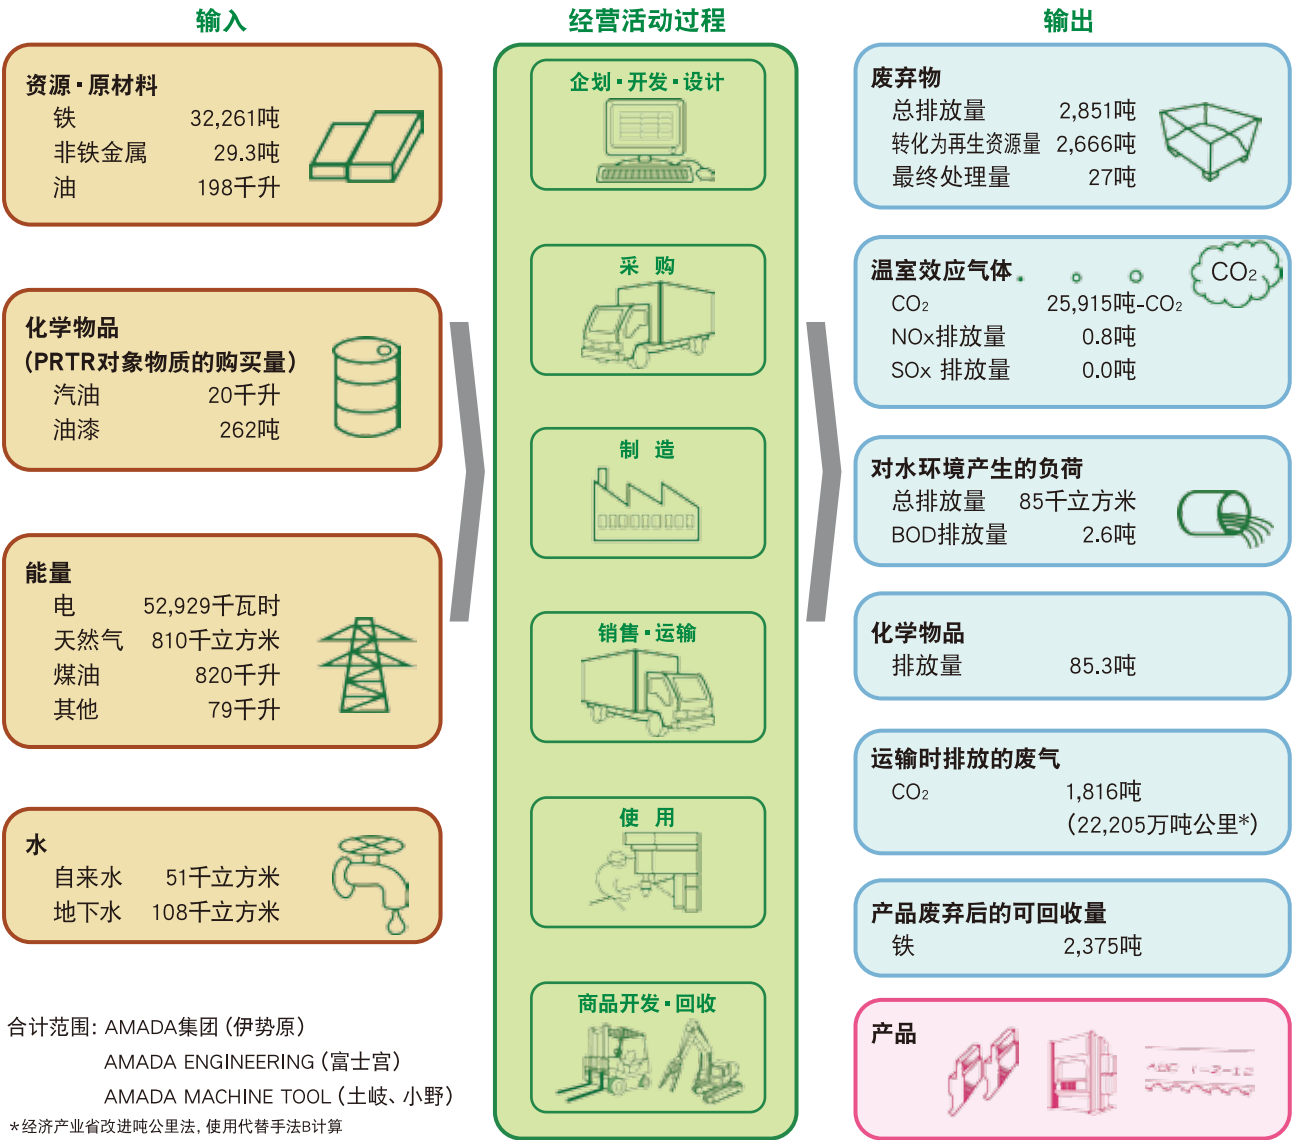 输入
资源·原材料
铁 32,261吨
非铁金属 29.3吨
油 198千升
化学物品
(PRTR对象物质的购买量)
汽油 20千升
油漆 262吨
能量
电 52,929千瓦时
天然气 810千立方米
煤油 820千升
其他 79千升
水
自来水 51千立方米
地下水 108千立方米
合计范围: AMADA集团 (伊势原)
AMADA ENGINEERING (富士宫)
AMADA MACHINE TOOL (土岐、小野)
*经济产业省改进吨公里法, 使用代替手法B计算
经营活动过程
企划·开发·设计
采 购
制 造
销售·运输
使 用
商品开发·回收
输出
废弃物
总排放量 2,851吨
转化为再生资源量 2,666吨
最终处理量 27吨
温室效应气体
CO₂
CO₂ 25,915吨-CO₂
NOx排放量 0.8吨
SOx 排放量 0.0吨
对水环境产生的负荷
总排放量 85千立方米
BOD排放量 2.6吨
化学物品
排放量 85.3吨
运输时排放的废气
CO₂ 1,816吨
(22,205万吨公里*)
产品废弃后的可回收量
铁 2,375吨
产品